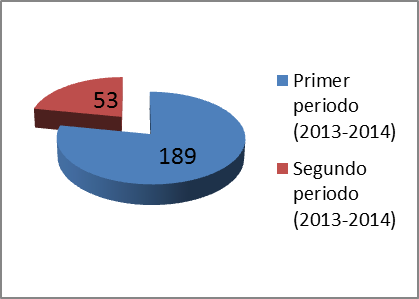 53
189
Primer
periodo
(2013-2014)
Segundo
periodo
(2013-2014)